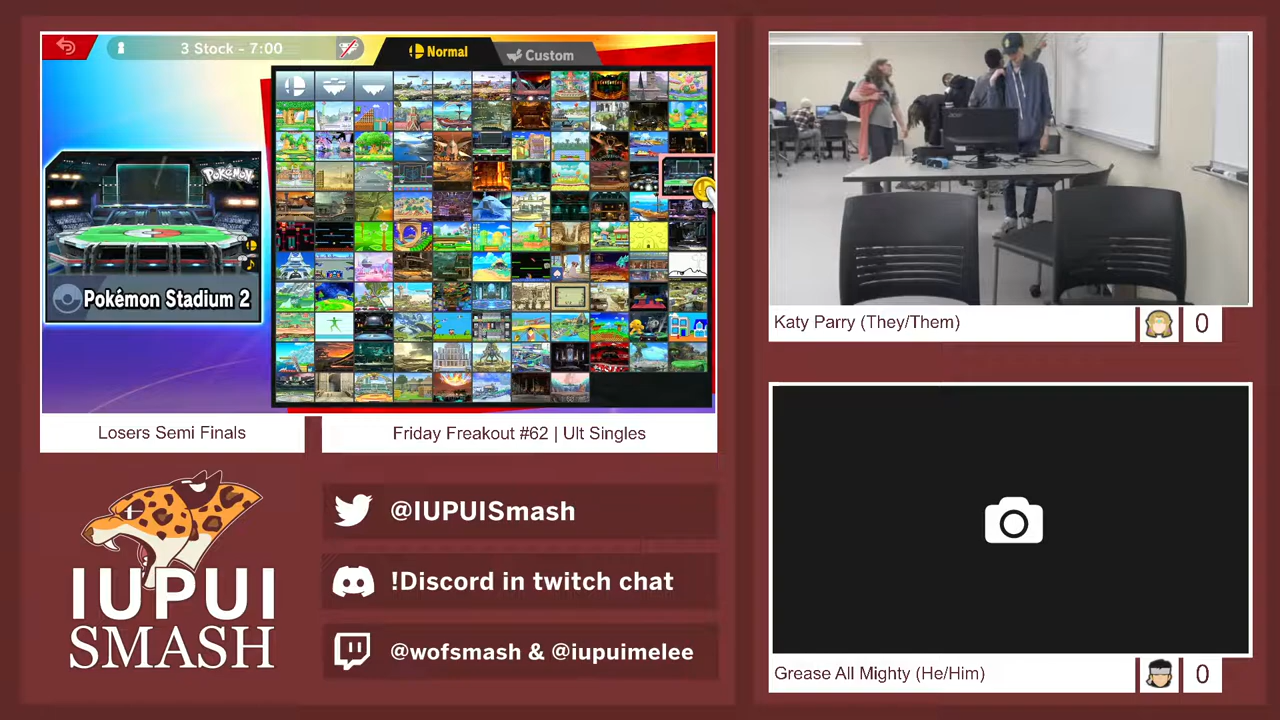 3 Stock - 7:00
Normal
Custom
Pokémon
Pokémon Stadium 2
Losers Semi Finals
Friday Freakout #62 | Ult Singles
IUPUI
SMASH
@IUPUISmash
!Discord in twitch chat
@wofsmash & @iupuimelee
acer
Katy Parry (They/Them)
0
Grease All Mighty (He/Him)
0